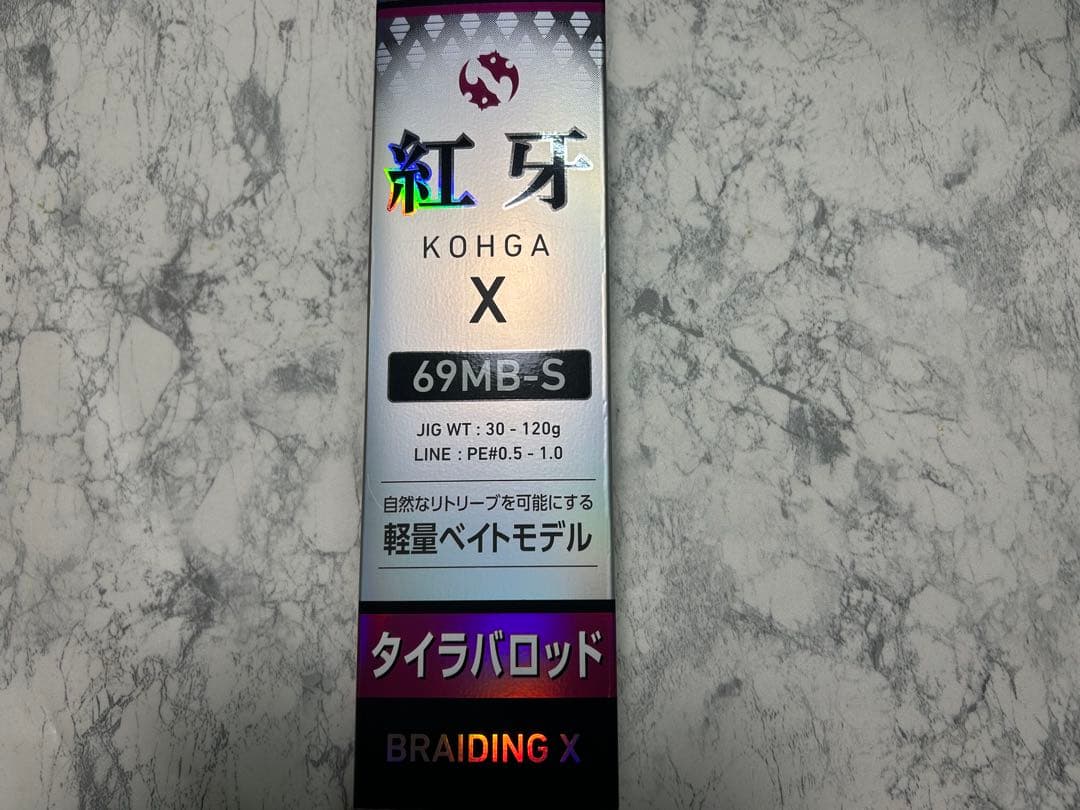 紅牙
KOHGA
X
69MB-S
JIG WT : 30 - 120g
LINE : PE#0.5 - 1.0
自然なリトリーブを可能にする
軽量ベイトモデル
タイラバロッド
BRAIDING X